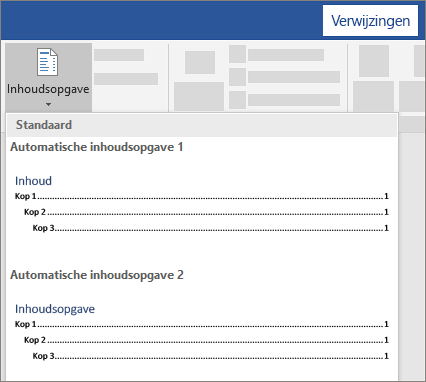 Verwijzingen
Inhoudsopgave
Standaard
Automatische inhoudsopgave 1
Inhoud
Kop 1........................................................................1
Kop 2........................................................................1
Kop 3........................................................................1
Automatische inhoudsopgave 2
Inhoudsopgave
Kop 1........................................................................1
Kop 2........................................................................1
Kop 3........................................................................1